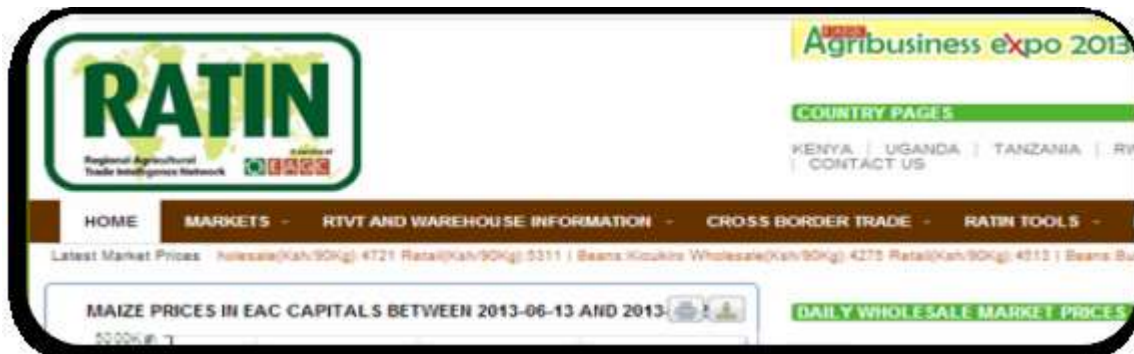 EAGC
Agribusiness expo 2013
RATIN
Regional Agricultural
Trade Intelligence Network
A service of
EAGC
COUNTRY PAGES
KENYA | UGANDA | TANZANIA |
| CONTACT US
HOME MARKETS RTVT AND WAREHOUSE INFORMATION CROSS BORDER TRADE RATIN TOOLS
Latest Market Prices holesale(Ksh/90Kg) 4721 Retail(Ksh/90Kg) 5311 | Beans Kicukiro Wholesale(Ksh/90Kg) 4275 Retail(Ksh/90Kg) 4513 | Beans
MAIZE PRICES IN EAC CAPITALS BETWEEN 2013-06-13 AND 2013-
DAILY WHOLESALE MARKET PRICES